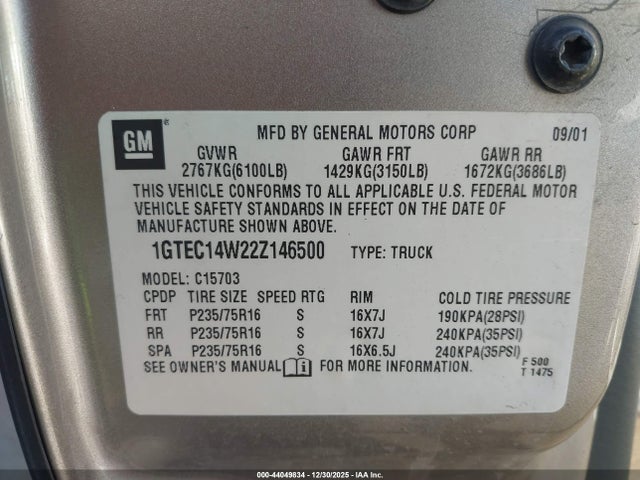 GM ®
MFD BY GENERAL MOTORS CORP 09/01
GVWR GAWR FRT GAWR RR
2767KG(6100LB) 1429KG(3150LB) 1672KG(3686LB)
THIS VEHICLE CONFORMS TO ALL APPLICABLE U.S. FEDERAL MOTOR
VEHICLE SAFETY STANDARDS IN EFFECT ON THE DATE OF
MANUFACTURE SHOWN ABOVE.
1GTEC14W22Z146500 TYPE: TRUCK
MODEL: C15703
CPDP TIRE SIZE SPEED RTG RIM COLD TIRE PRESSURE
FRT P235/75R16 S 16X7J 190KPA(28PSI)
RR P235/75R16 S 16X7J 240KPA(35PSI)
SPA P235/75R16 S 16X6.5J 240KPA(35PSI)
SEE OWNER'S MANUAL i FOR MORE INFORMATION.
F 500
T 1475
000-44049834 - 12/30/2025 - IAA Inc.